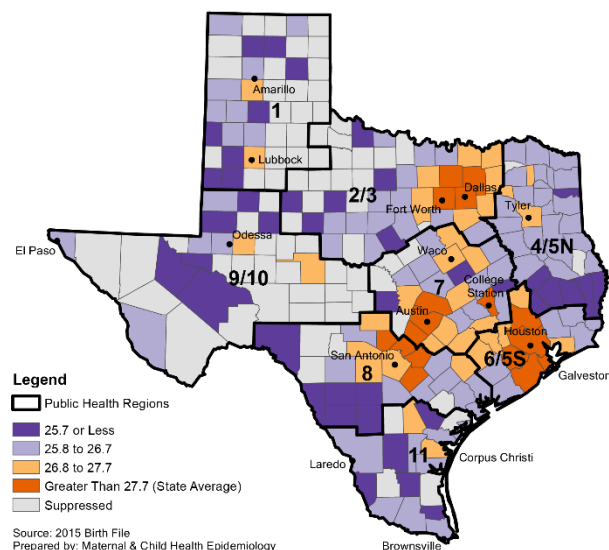 Amarillo
1
Lubbock
2/3
Dallas
Fort Worth
Tyler
4/5N
El Paso
Odessa
9/10
Waco
7
College
Station
Austin
Houston
San Antonio
8
6/5S
Galveston
Legend
Public Health Regions
25.7 or Less
25.8 to 26.7
26.8 to 27.7
Greater Than 27.7 (State Average)
Suppressed
11
Laredo
Corpus Christi
Brownsville
Source: 2015 Birth File
Prepared by: Maternal & Child Health Epidemiology